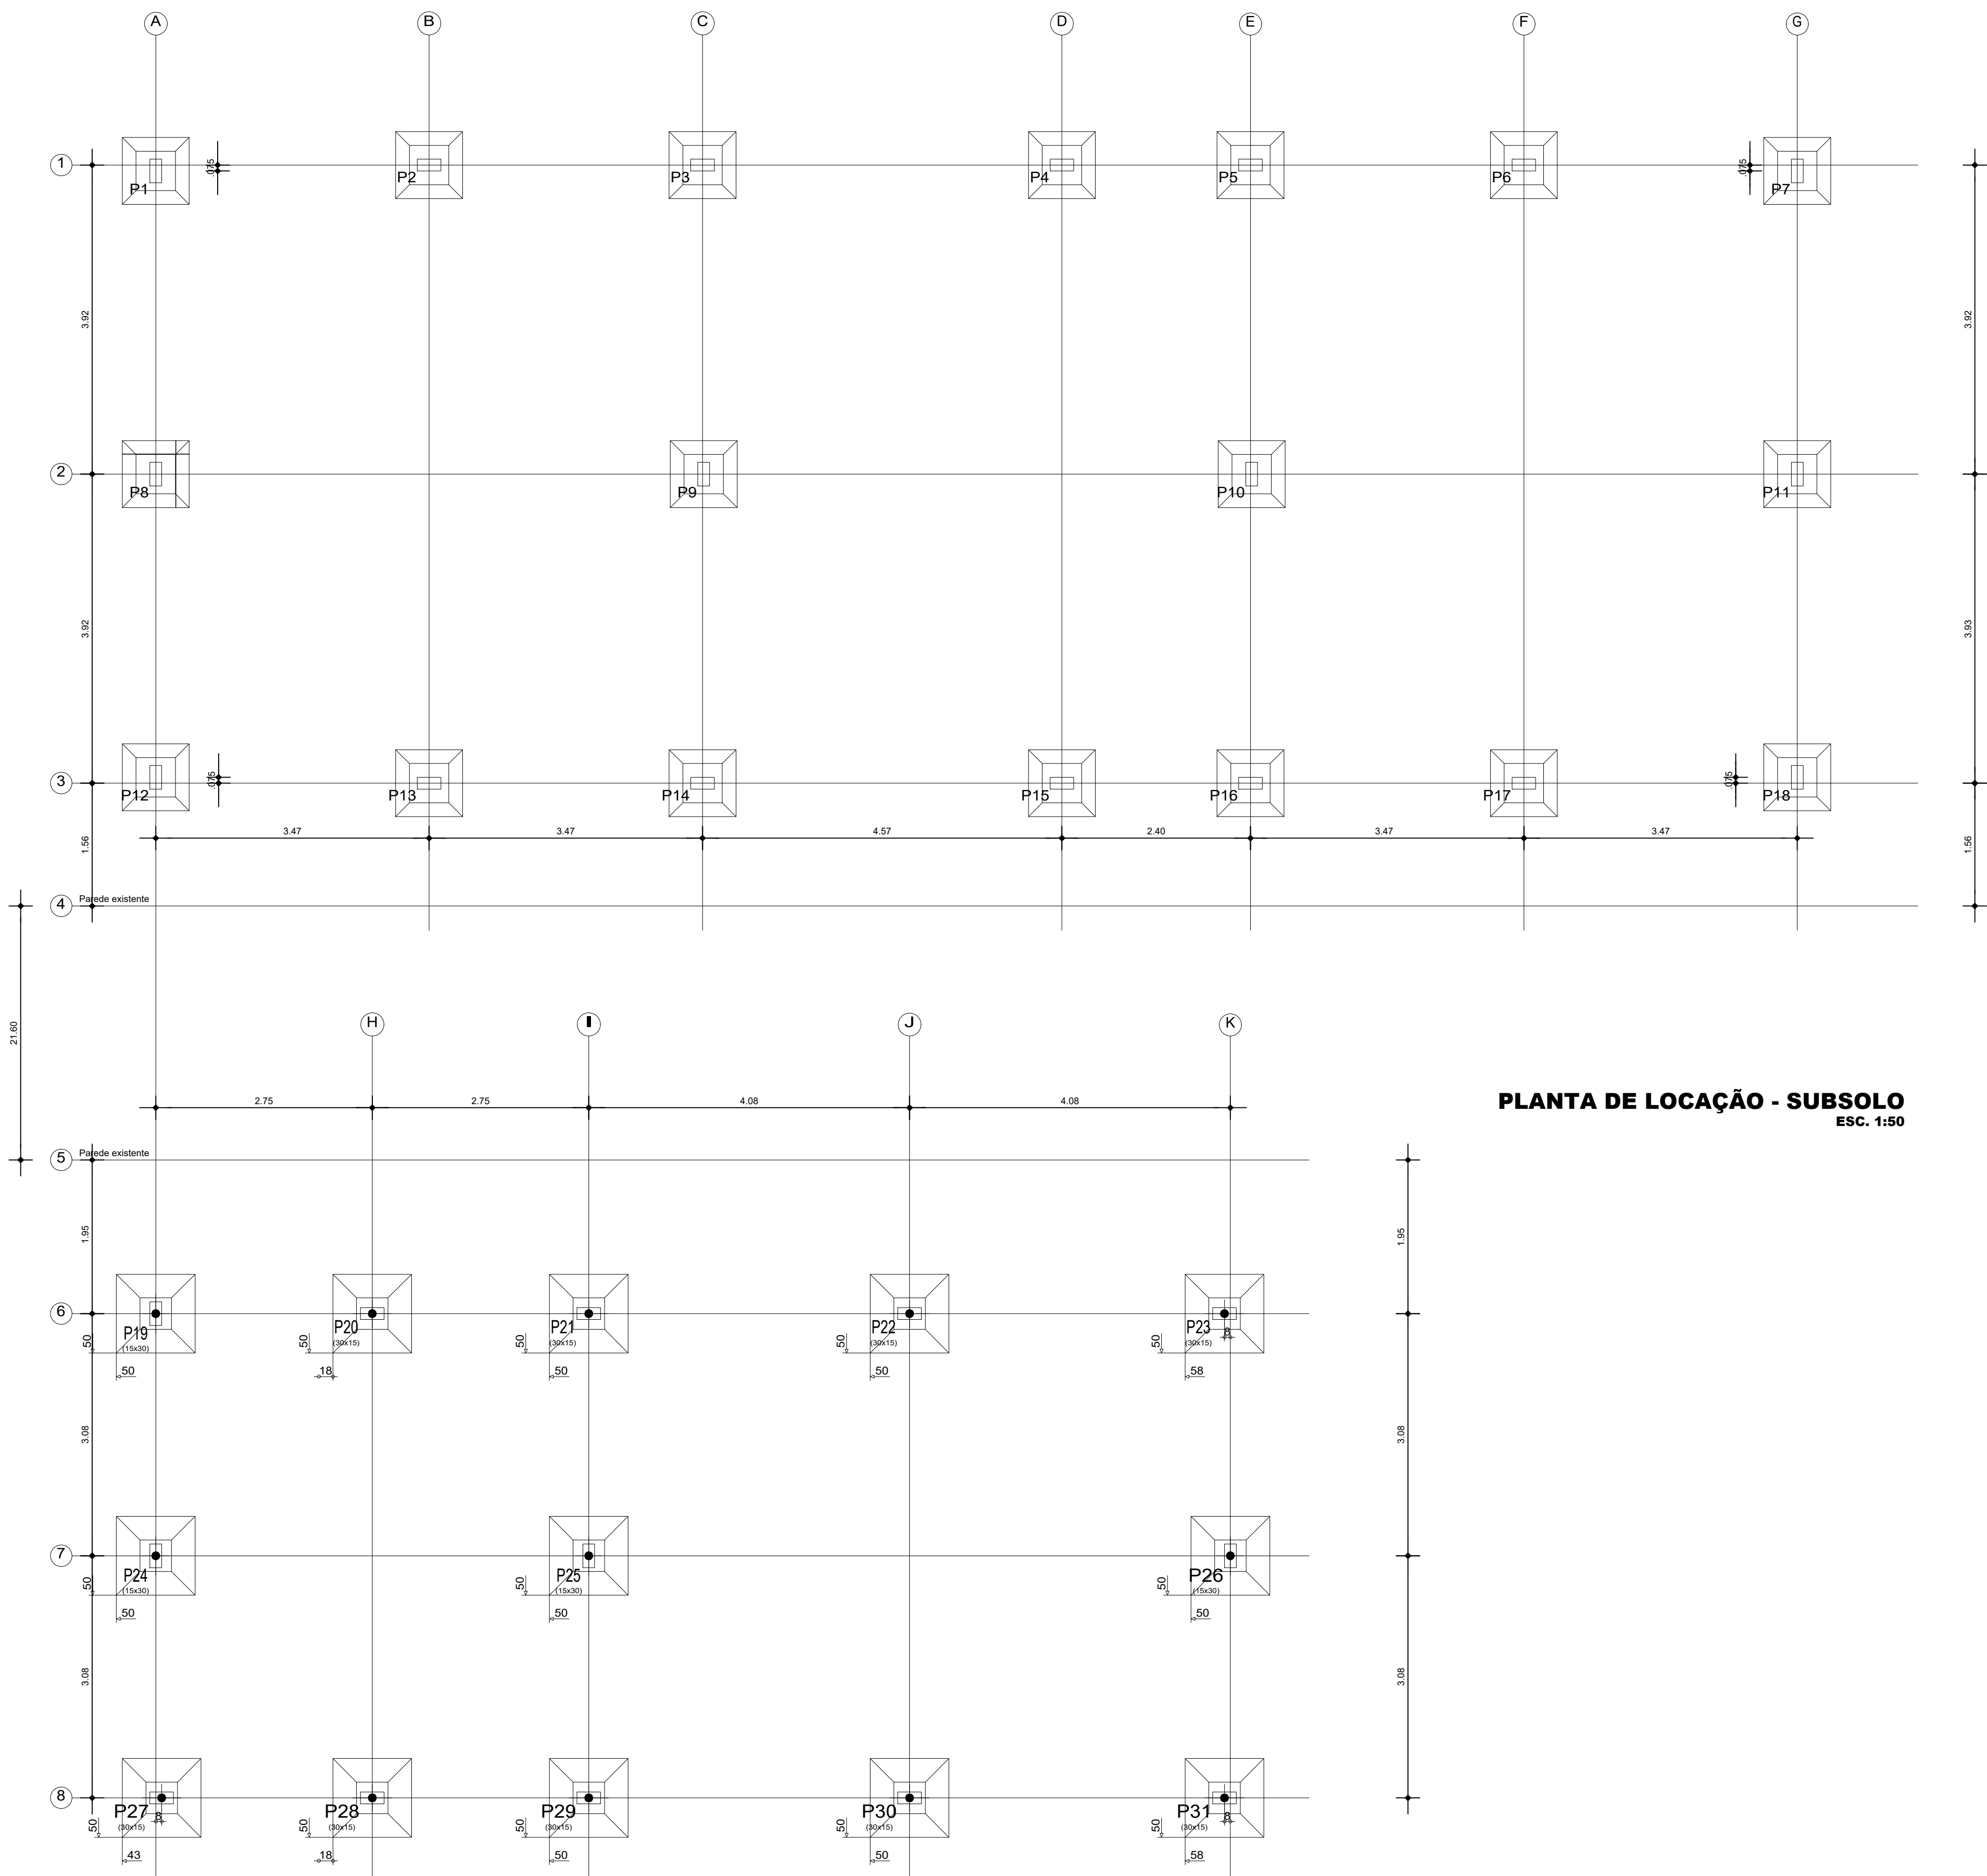 A B C D E F G
1
.075 .075
P1 P2 P3 P4 P5 P6 P7
3.92 3.92
2
P8 P9 P10 P11
3.92 3.93
3
.075 .075
P12 P13 P14 P15 P16 P17 P18
3.47 3.47 4.57 2.40 3.47 3.47
1.56 1.56
4 Parede existente
21.60
H I J K
2.75 2.75 4.08 4.08
PLANTA DE LOCAÇÃO - SUBSOLO
ESC. 1:50
5 Parede existente
1.95 1.95
6
P19 P20 P21 P22 P23 8
50 (15x30) 50 (30x15) 50 (30x15) 50 (30x15) 50 (30x15)
50 18 50 50 58
3.08 3.08
7
P24 P25 P26
50 (15x30) 50 (15x30) 50 (15x30)
50 50 50
3.08 3.08
8
P27 8 P28 P29 P30 P31 8
50 (30x15) 50 (30x15) 50 (30x15) 50 (30x15) 50 (30x15)
43 18 50 50 58